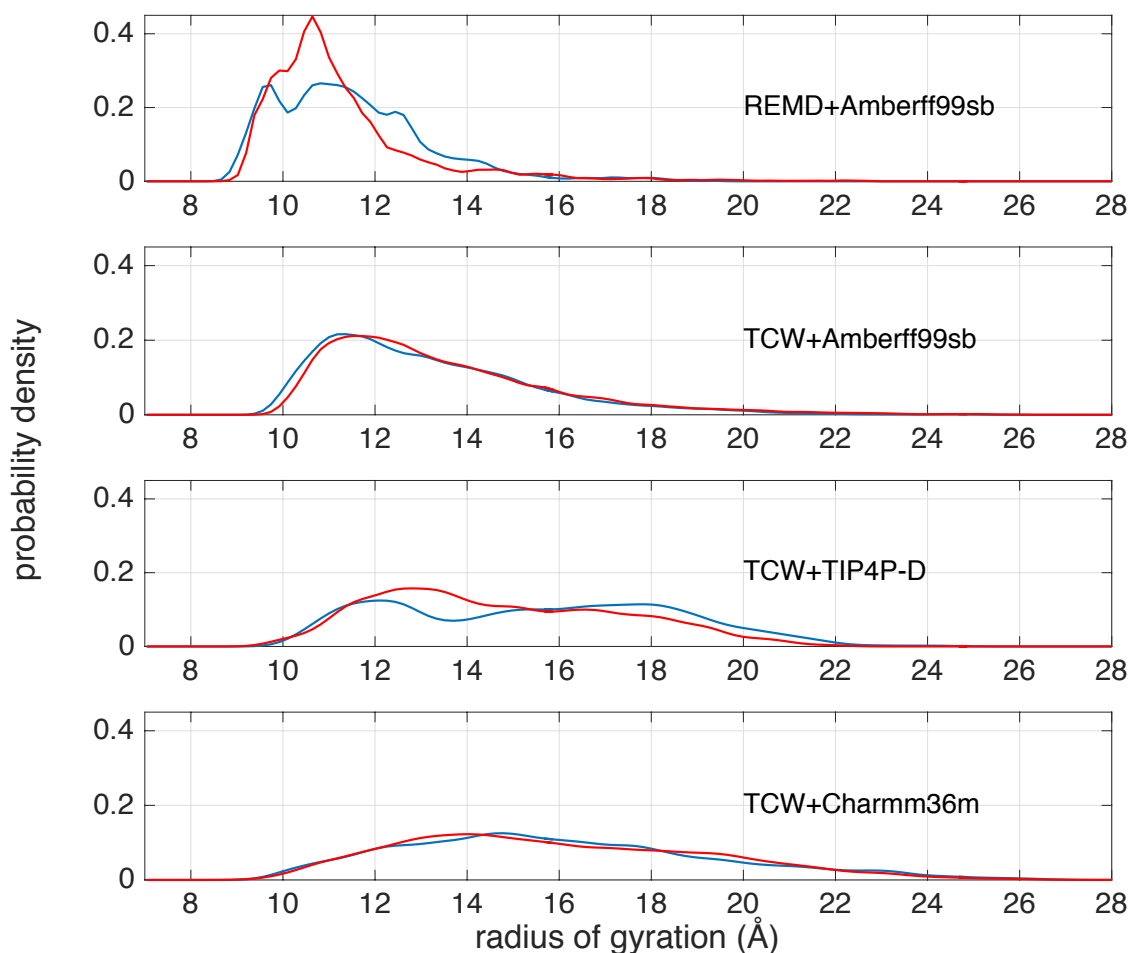 0.4
0.2
0
REMD+Amberff99sb
8 10 12 14 16 18 20 22 24 26 28
0.4
0.2
0
TCW+Amberff99sb
8 10 12 14 16 18 20 22 24 26 28
probability density
0.4
0.2
0
TCW+TIP4P-D
8 10 12 14 16 18 20 22 24 26 28
0.4
0.2
0
TCW+Charmm36m
8 10 12 14 16 18 20 22 24 26 28
radius of gyration (Å)